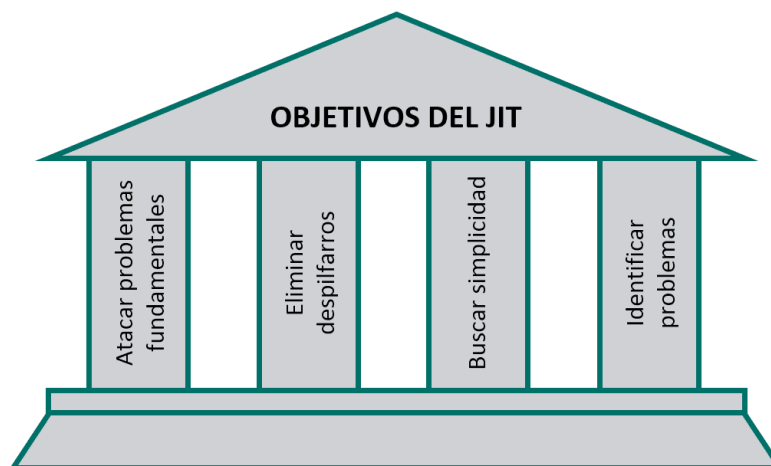 OBJETIVOS DEL JIT
Atacar problemas
fundamentales
Eliminar
despilfarros
Buscar simplicidad
Identificar
problemas